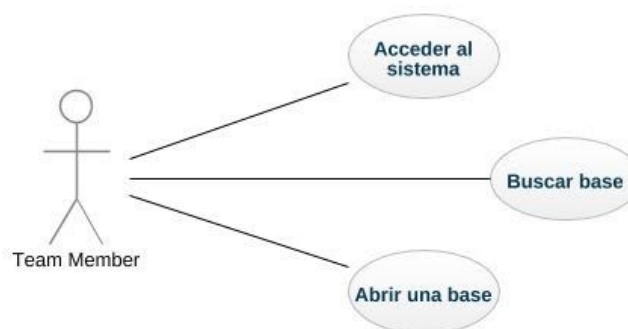 Acceder al
sistema
Buscar base
Team Member
Abrir una base